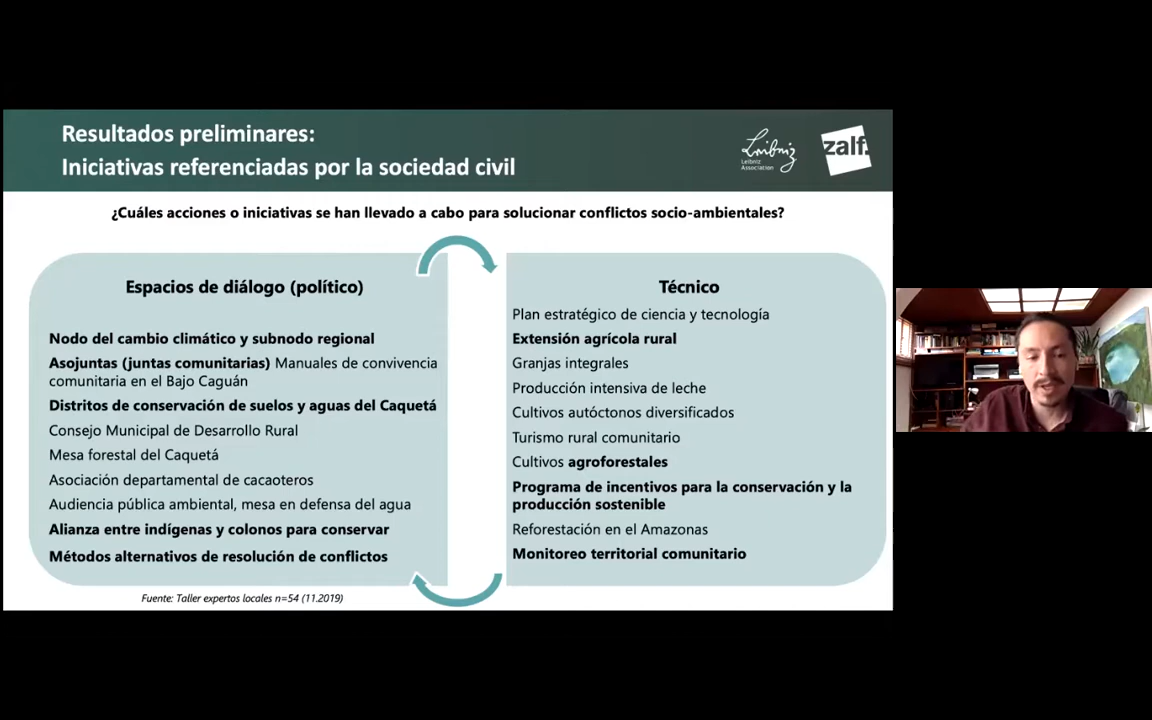 Resultados preliminares:
Iniciativas referenciadas por la sociedad civil
Leibniz
Leibniz
Association
zalf.
¿Cuáles acciones o iniciativas se han llevado a cabo para solucionar conflictos socio-ambientales?
Espacios de diálogo (político)
Nodo del cambio climático y subnodo regional
Asojuntas (juntas comunitarias) Manuales de convivencia
comunitaria en el Bajo Caguán
Distritos de conservación de suelos y aguas del Caquetá
Consejo Municipal de Desarrollo Rural
Mesa forestal del Caquetá
Asociación departamental de cacaoteros
Audiencia pública ambiental, mesa en defensa del agua
Alianza entre indígenas y colonos para conservar
Métodos alternativos de resolución de conflictos
Técnico
Plan estratégico de ciencia y tecnología
Extensión agrícola rural
Granjas integrales
Producción intensiva de leche
Cultivos autóctonos diversificados
Turismo rural comunitario
Cultivos agroforestales
Programa de incentivos para la conservación y la
producción sostenible
Reforestación en el Amazonas
Monitoreo territorial comunitario
Fuente: Taller expertos locales n=54 (11.2019)